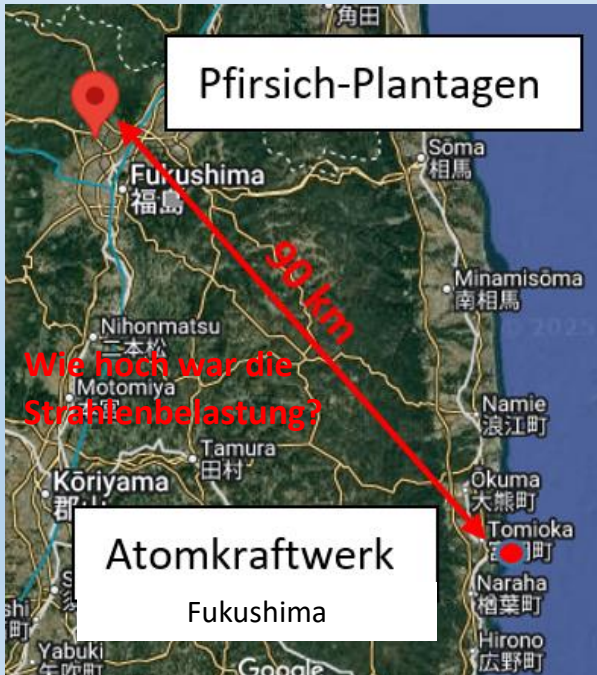 角田
Pfirsich-Plantagen
Sōma
相馬
Fukushima
福島
90 km
Minamisōma
南相馬
© 2025
Nihonmatsu
二本松
Wie hoch war die
Strahlenbelastung?
Motomiya
Namie
浪江町
Tamura
田村
Kōriyama
郡山
Ōkuma
大熊町
Atomkraftwerk
Fukushima
Tomioka
富岡町
Naraha
楢葉町
Hirono
広野町
Yabuki
矢吹町
Google